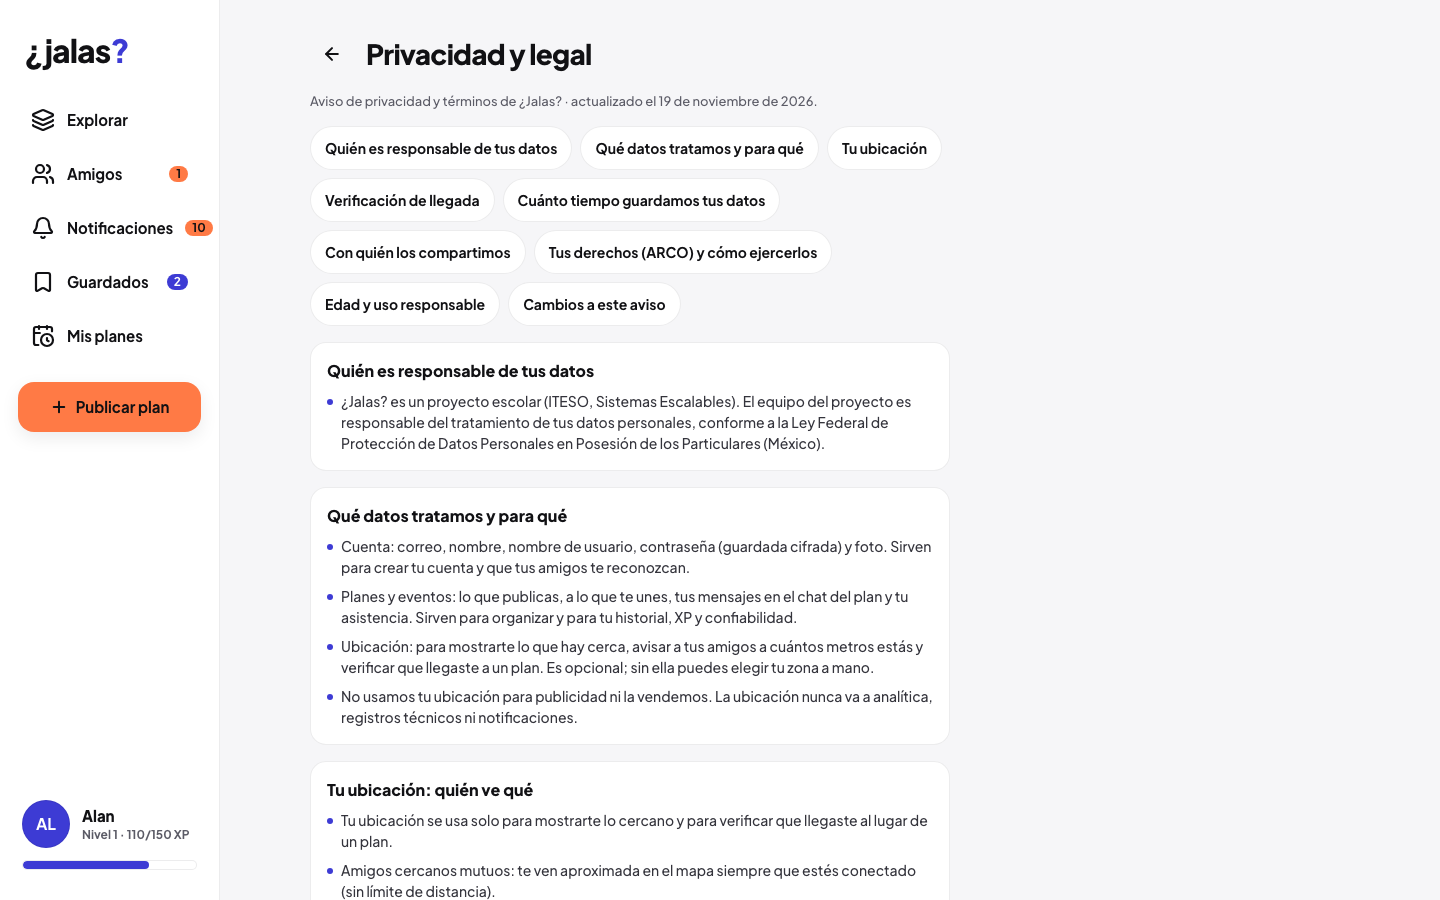 ¿jalas?
Explorar
Amigos 1
Notificaciones 10
Guardados 2
Mis planes
+ Publicar plan
AL
Alan
Nivel 1 · 110/150 XP
Privacidad y legal
Aviso de privacidad y términos de ¿Jalas? · actualizado el 19 de noviembre de 2026.
Quién es responsable de tus datos
Qué datos tratamos y para qué
Tu ubicación
Verificación de llegada
Cuánto tiempo guardamos tus datos
Con quién los compartimos
Tus derechos (ARCO) y cómo ejercerlos
Edad y uso responsable
Cambios a este aviso
Quién es responsable de tus datos
¿Jalas? es un proyecto escolar (ITESO, Sistemas Escalables). El equipo del proyecto es
responsable del tratamiento de tus datos personales, conforme a la Ley Federal de
Protección de Datos Personales en Posesión de los Particulares (México).
Qué datos tratamos y para qué
Cuenta: correo, nombre, nombre de usuario, contraseña (guardada cifrada) y foto. Sirven
para crear tu cuenta y que tus amigos te reconozcan.
Planes y eventos: lo que publicas, a lo que te unes, tus mensajes en el chat del plan y tu
asistencia. Sirven para organizar y para tu historial, XP y confiabilidad.
Ubicación: para mostrarte lo que hay cerca, avisar a tus amigos a cuántos metros estás y
verificar que llegaste a un plan. Es opcional; sin ella puedes elegir tu zona a mano.
No usamos tu ubicación para publicidad ni la vendemos. La ubicación nunca va a analítica,
registros técnicos ni notificaciones.
Tu ubicación: quién ve qué
Tu ubicación se usa solo para mostrarte lo cercano y para verificar que llegaste al lugar de
un plan.
Amigos cercanos mutuos: te ven aproximada en el mapa siempre que estés conectado
(sin límite de distancia).